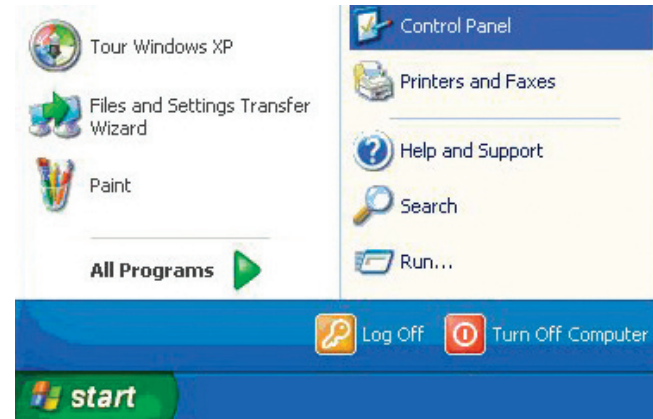 Tour Windows XP
Files and Settings Transfer
Wizard
Paint
All Programs
Control Panel
Printers and Faxes
Help and Support
Search
Run...
Log Off
Turn Off Computer
start